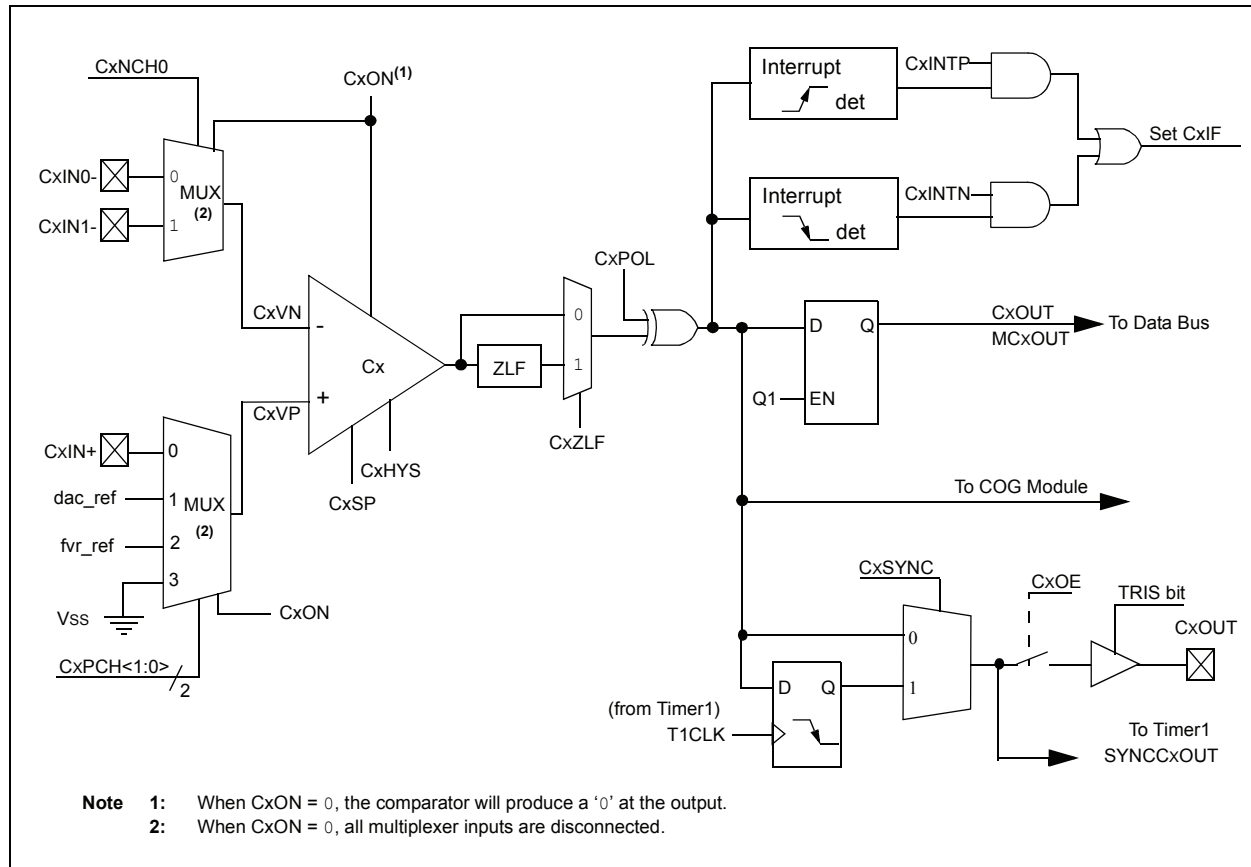 CxNCH0
CxON(1)
CxIN0-
CxIN1-
0
1
MUX
(2)
CxVN
-
Cx
+
CxVP
CxIN+
dac_ref
fvr_ref
VSS
0
1
2
3
MUX
(2)
CxON
CxPCH<1:0>
2
CxHYS
CxSP
ZLF
0
1
CxZLF
CxPOL
Interrupt
det
CxINTP
Interrupt
det
CxINTN
Set CxIF
D
Q
Q1
EN
CxOUT
MCxOUT
To Data Bus
To COG Module
CxSYNC
0
1
D
Q
(from Timer1)
T1CLK
CxOE
TRIS bit
CxOUT
To Timer1
SYNCCxOUT
Note 1: When CxON = 0, the comparator will produce a ‘0’ at the output.
2: When CxON = 0, all multiplexer inputs are disconnected.